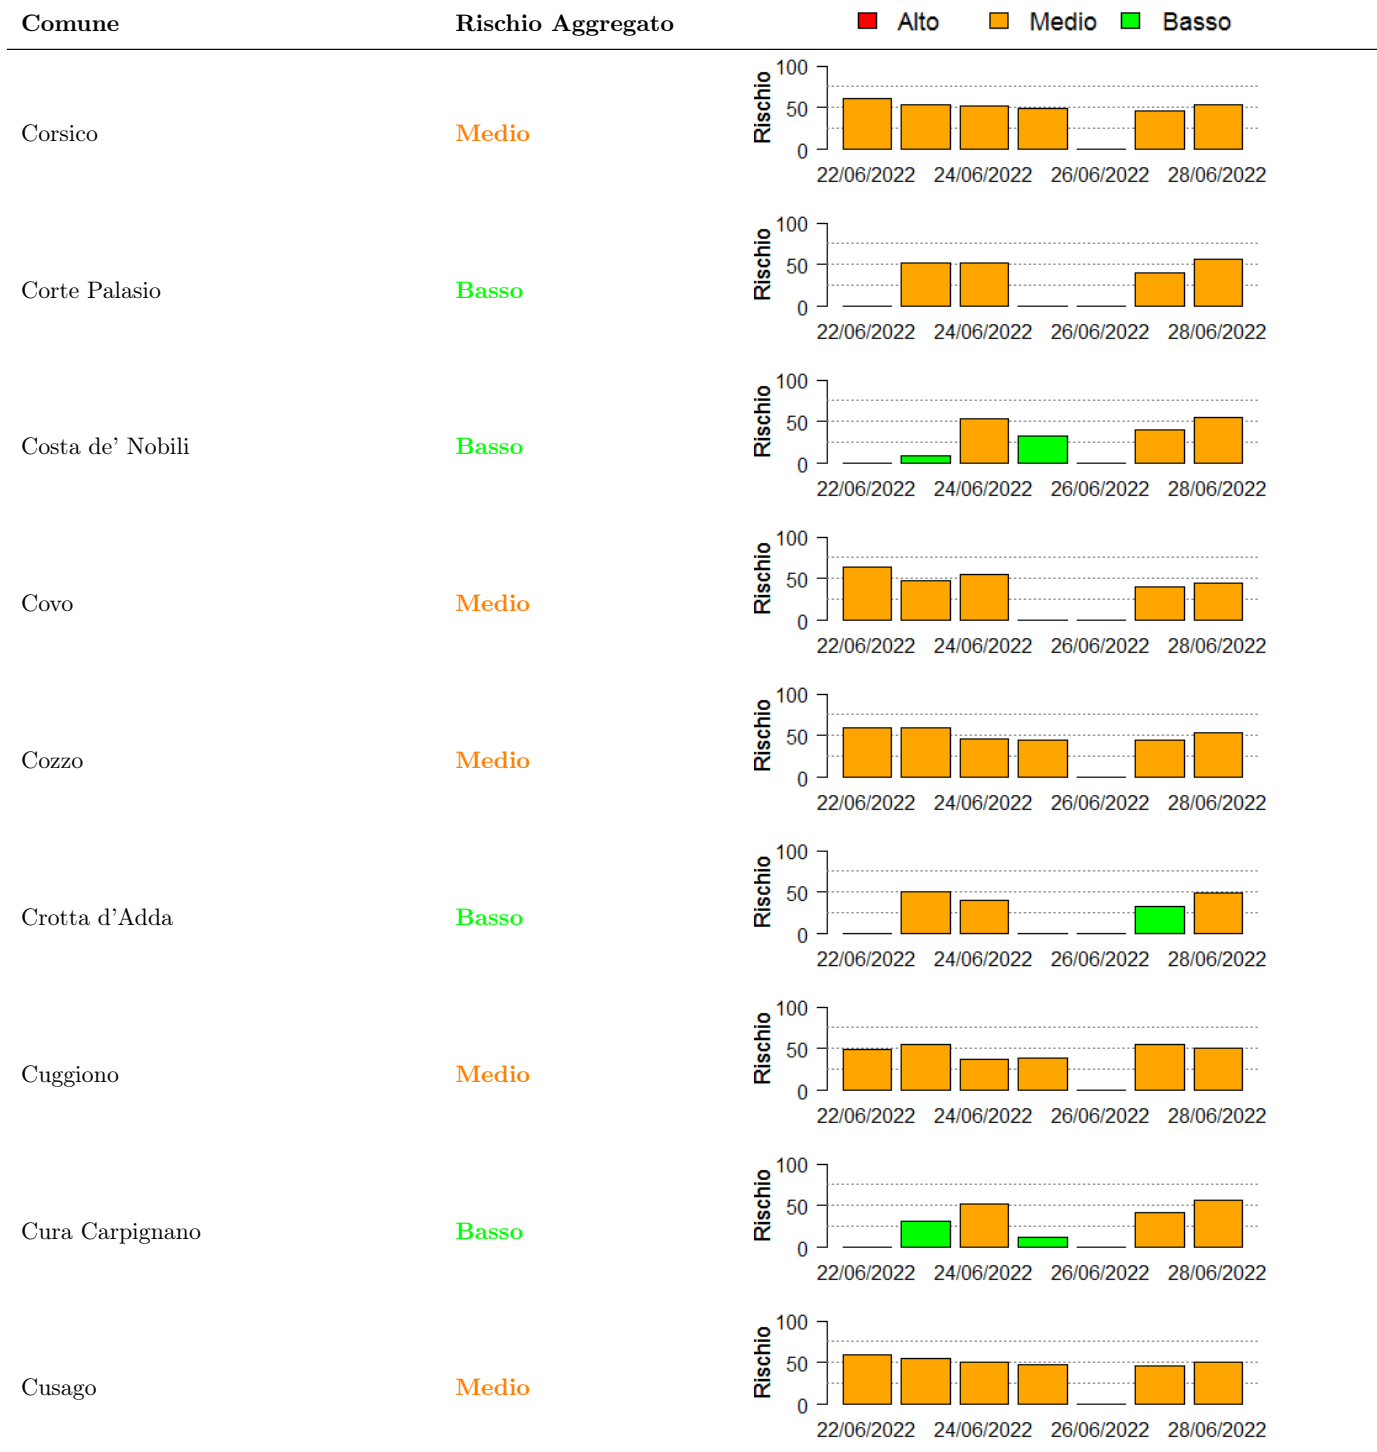 Comune Rischio Aggregato Alto Medio Basso
100
50
0
Rischio
Corsico Medio
22/06/2022 24/06/2022 26/06/2022 28/06/2022
100
50
0
Rischio
Corte Palasio Basso
22/06/2022 24/06/2022 26/06/2022 28/06/2022
100
50
0
Rischio
Costa de' Nobili Basso
22/06/2022 24/06/2022 26/06/2022 28/06/2022
100
50
0
Rischio
Covo Medio
22/06/2022 24/06/2022 26/06/2022 28/06/2022
100
50
0
Rischio
Cozzo Medio
22/06/2022 24/06/2022 26/06/2022 28/06/2022
100
50
0
Rischio
Crotta d'Adda Basso
22/06/2022 24/06/2022 26/06/2022 28/06/2022
100
50
0
Rischio
Cuggiono Medio
22/06/2022 24/06/2022 26/06/2022 28/06/2022
100
50
0
Rischio
Cura Carpignano Basso
22/06/2022 24/06/2022 26/06/2022 28/06/2022
100
50
0
Rischio
Cusago Medio
22/06/2022 24/06/2022 26/06/2022 28/06/2022